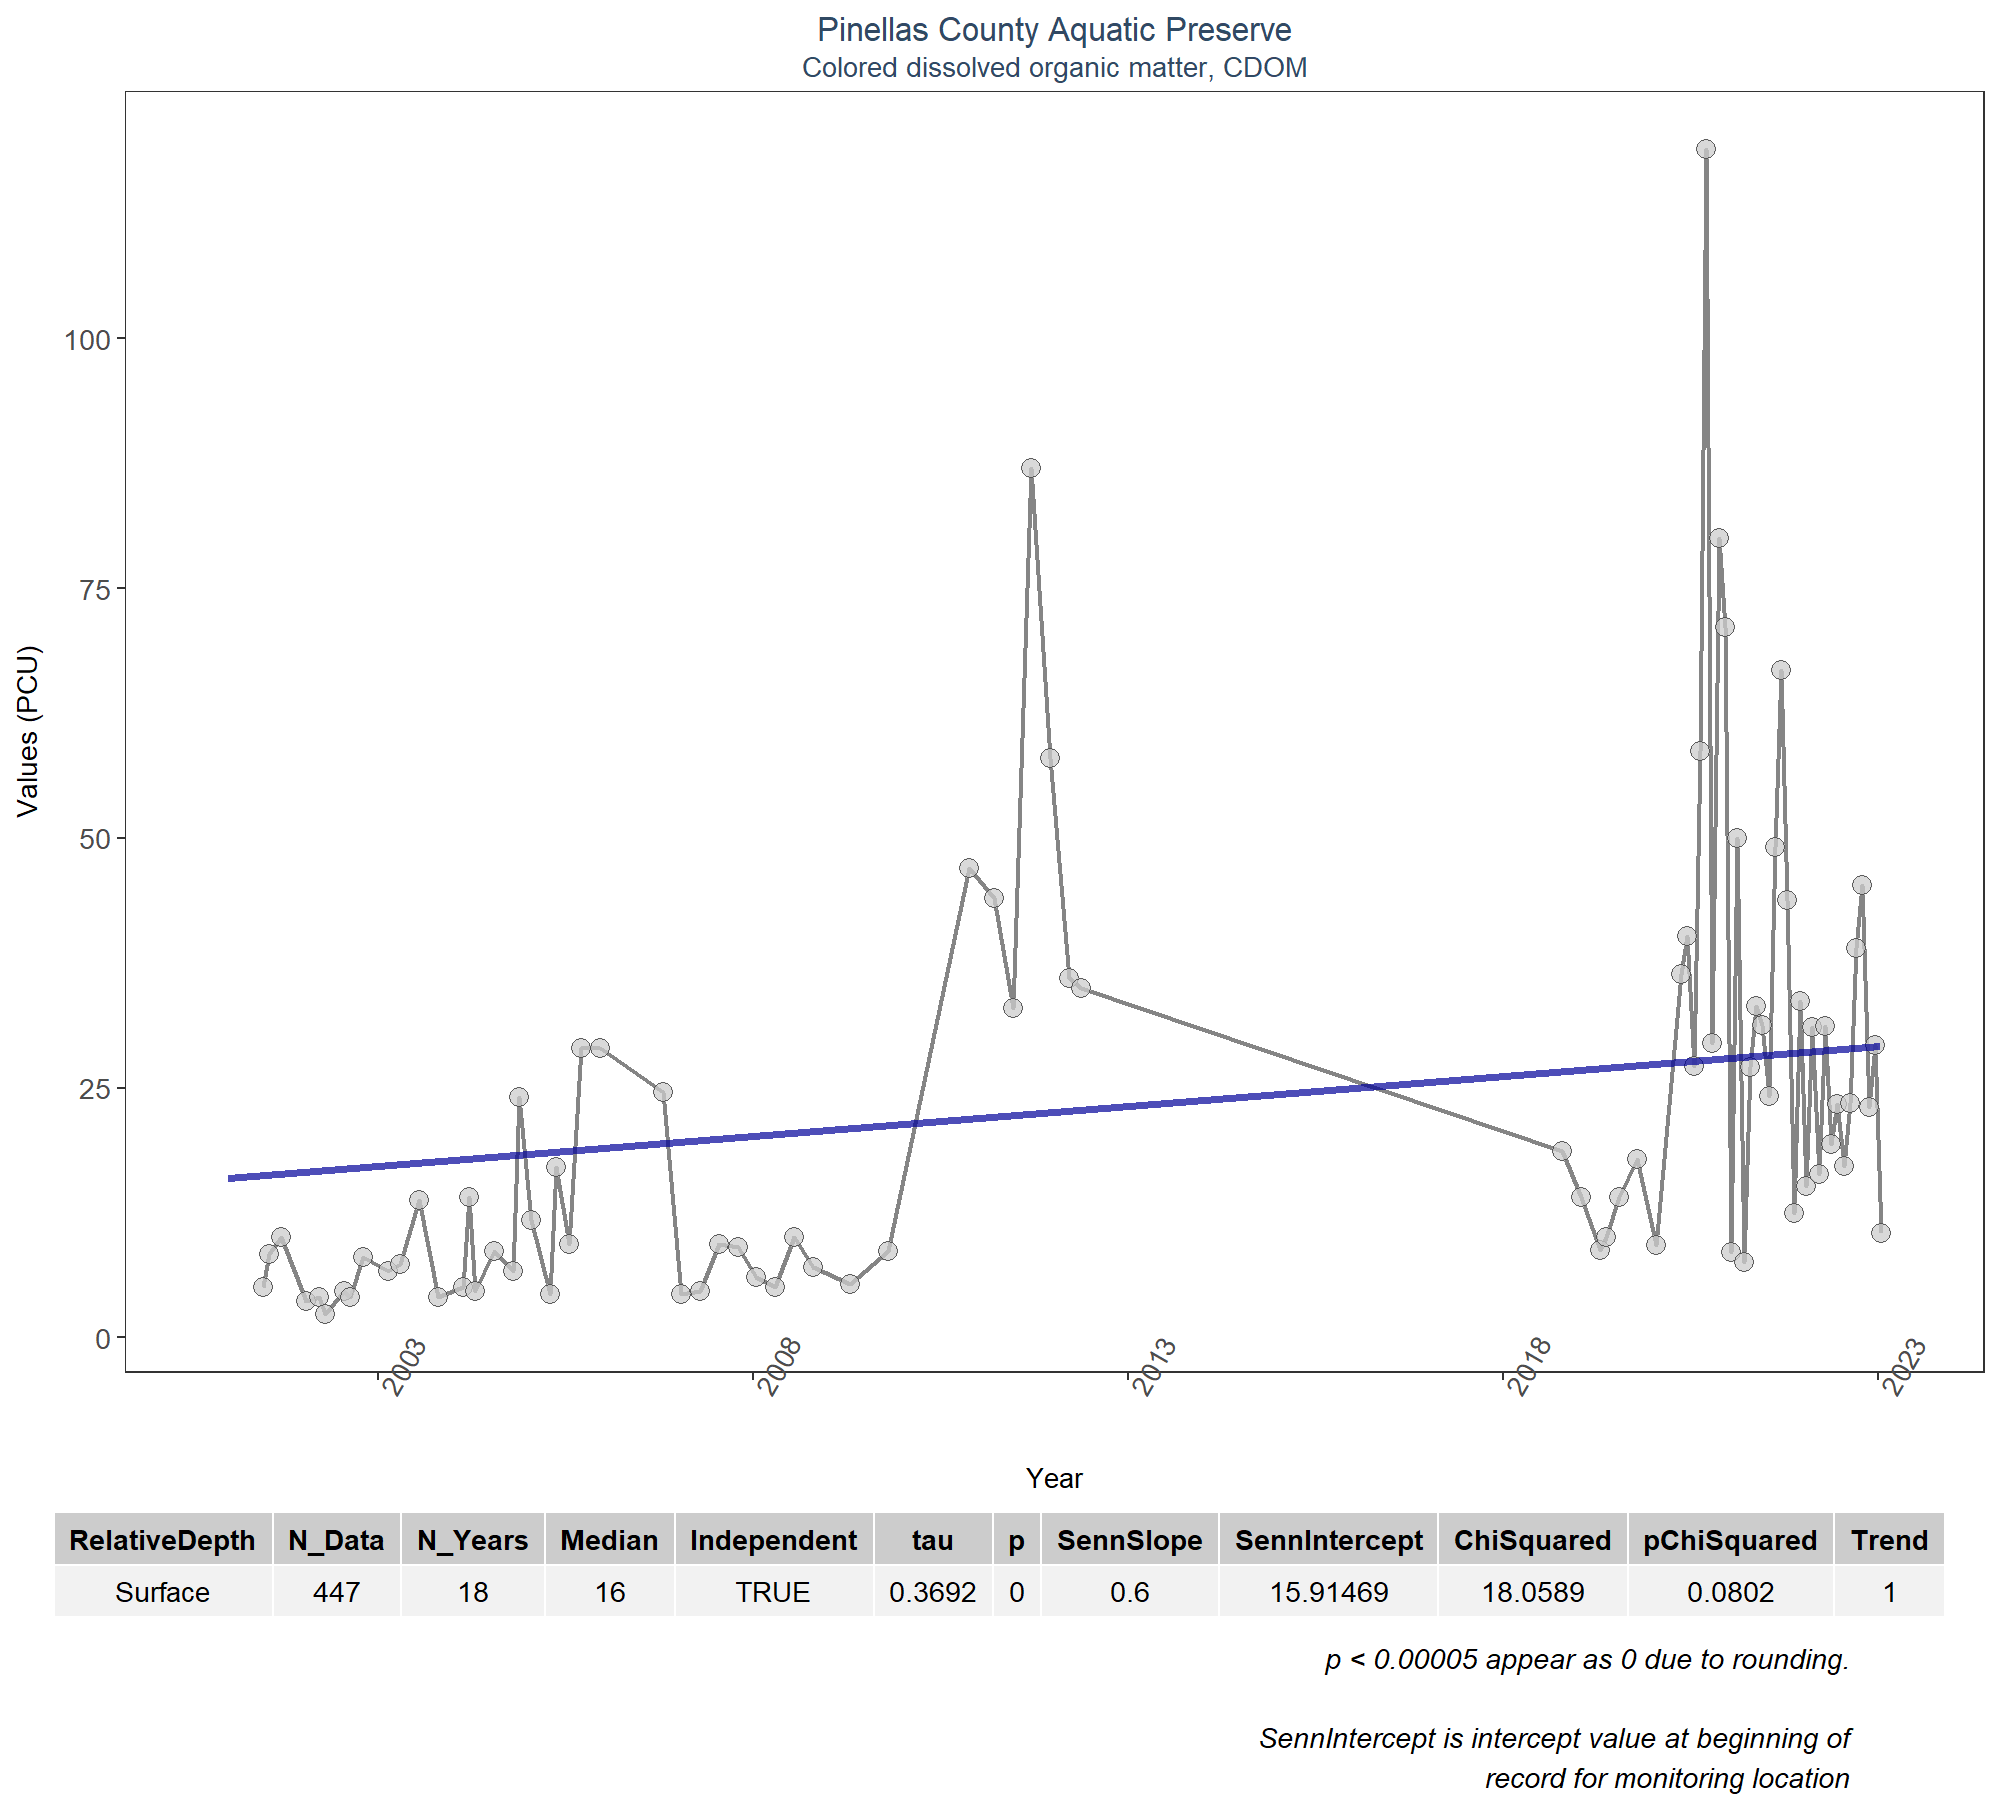 Pinellas County Aquatic Preserve
Colored dissolved organic matter, CDOM
100
75
50
25
0
Values (PCU)
2003
2008
2013
2018
2023
Year
RelativeDepth N_Data N_Years Median Independent tau p SennSlope SennIntercept ChiSquared pChiSquared Trend
Surface 447 18 16 TRUE 0.3692 0 0.6 15.91469 18.0589 0.0802 1
p < 0.00005 appear as 0 due to rounding.
SennIntercept is intercept value at beginning of
record for monitoring location